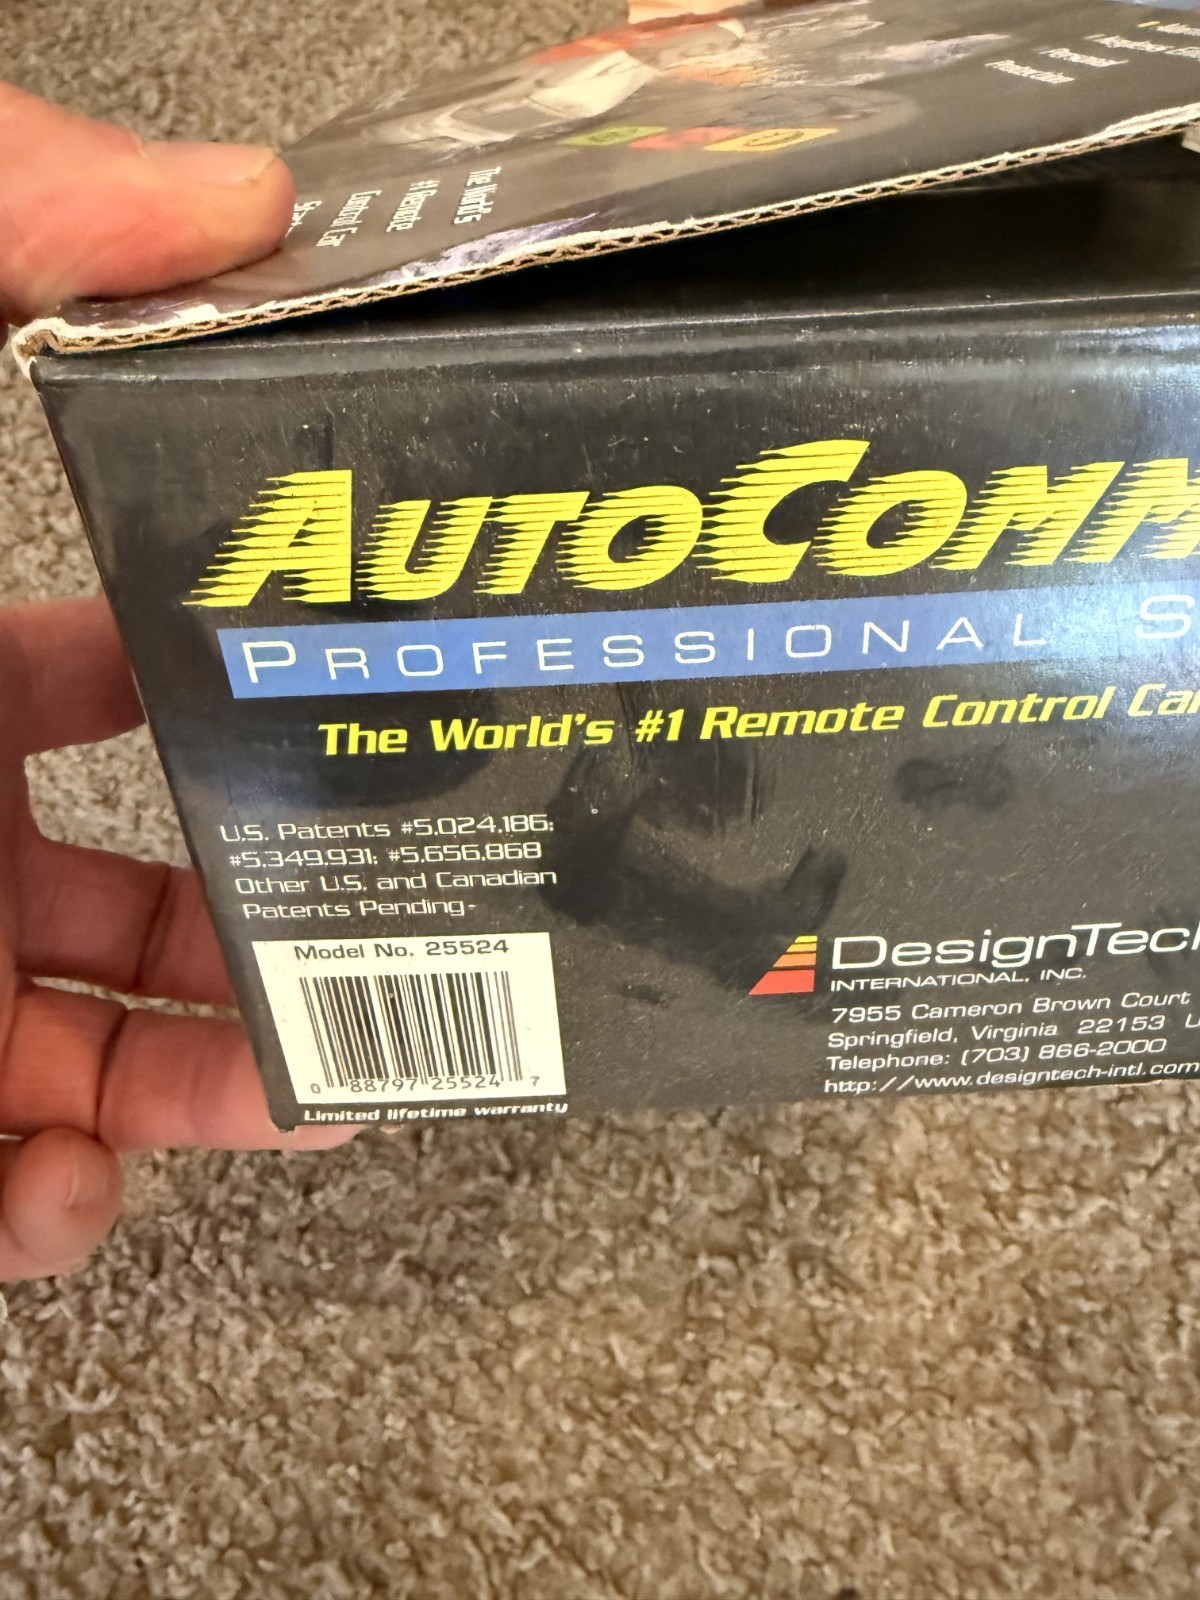 The World's
#1 Remote
Control Car
Personal
Protection
AUTOCOMM
PROFESSIONAL S
The World's #1 Remote Control Car
U.S. Patents #5,024,186;
#5,349,931; #5,656,868
Other U.S. and Canadian
Patents Pending-
Model No. 25524
0 88797 25524 7
Limited lifetime warranty
DesignTech
INTERNATIONAL, INC.
7955 Cameron Brown Court
Springfield, Virginia 22153 U
Telephone: (703) 866-2000
http://www.designtech-intl.com